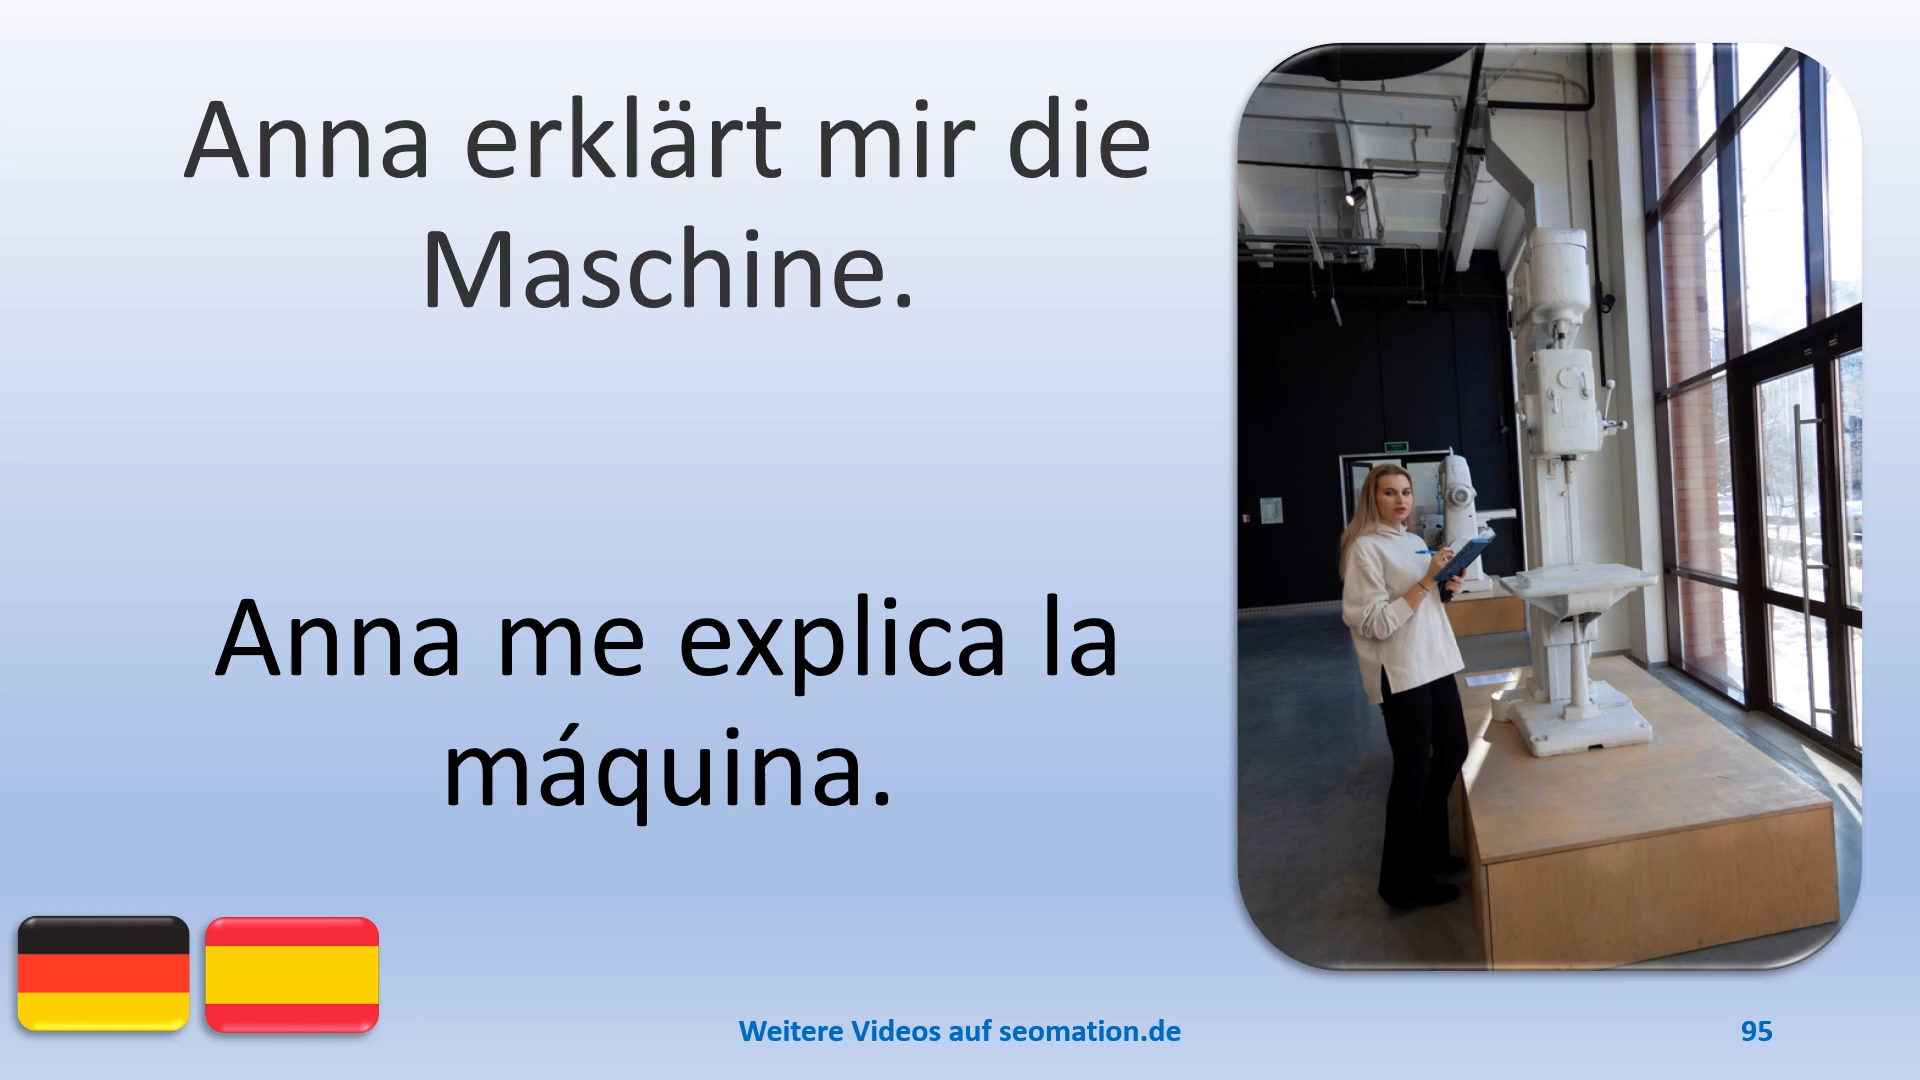 Anna erklärt mir die
Maschine.
Anna me explica la
máquina.
Weitere Videos auf seomation.de
95